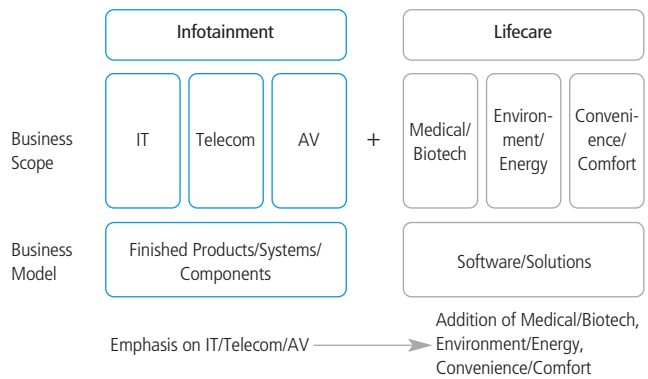 Infotainment
Lifecare
Business
Scope
IT
Telecom
AV
+
Medical/
Biotech
Environ-
ment/
Energy
Conveni-
ence/
Comfort
Business
Model
Finished Products/Systems/
Components
Software/Solutions
Emphasis on IT/Telecom/AV
Addition of Medical/Biotech,
Environment/Energy,
Convenience/Comfort